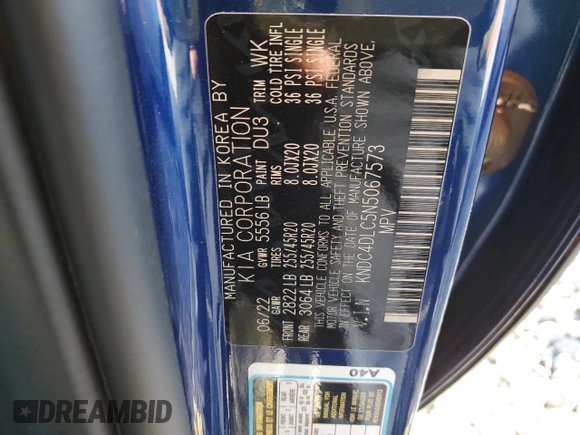 MANUFACTURED IN KOREA BY
KIA CORPORATION
06/22 GVWR 5556 LB PAINT DU3 TRIM WK
GAWR TIRES RIMS COLD TIRE INFL
FRONT 2822 LB 255/45R20 8.0JX20 36 PSI SINGLE
REAR 3064 LB 255/45R20 8.0JX20 36 PSI SINGLE
THIS VEHICLE CONFORMS TO ALL APPLICABLE U.S.A. FEDERAL
MOTOR VEHICLE SAFETY AND THEFT PREVENTION STANDARDS
IN EFFECT ON THE DATE OF MANUFACTURE SHOWN ABOVE.
V.I.N KNDC4DLC5N5067573
MPV
A40
DREAMBID